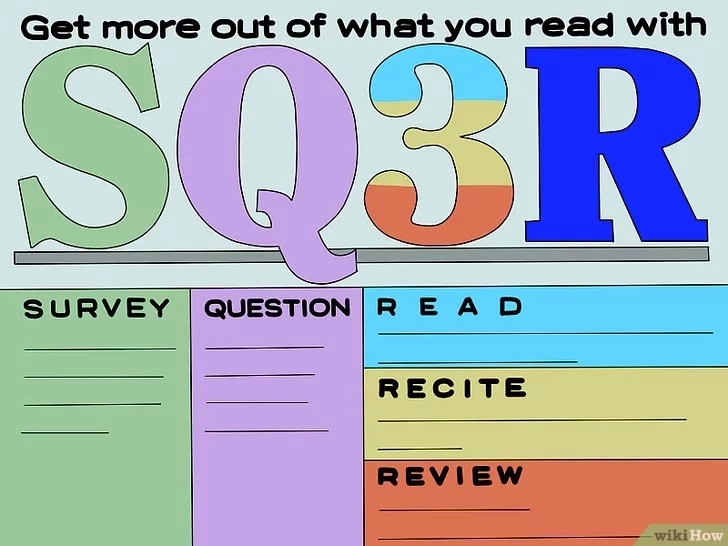 Get more out of what you read with
SQ3R
SURVEY
QUESTION
READ
RECITE
REVIEW
wikiHow